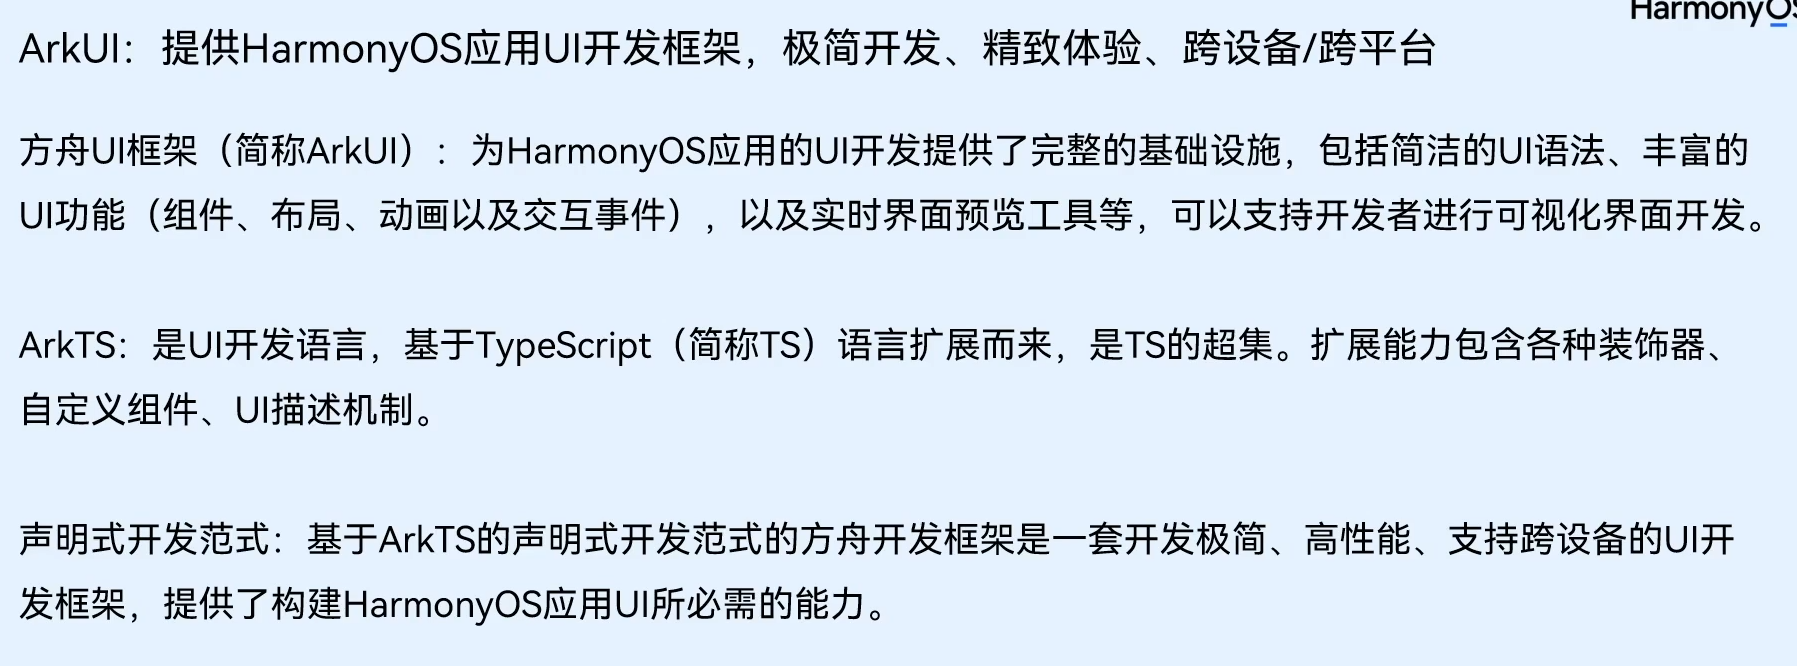 HarmonyOS
ArkUI：提供HarmonyOS应用UI开发框架，极简开发、精致体验、跨设备/跨平台
方舟UI框架（简称ArkUI）：为HarmonyOS应用的UI开发提供了完整的基础设施，包括简洁的UI语法、丰富的
UI功能（组件、布局、动画以及交互事件），以及实时界面预览工具等，可以支持开发者进行可视化界面开发。
ArkTS：是UI开发语言，基于TypeScript（简称TS）语言扩展而来，是TS的超集。扩展能力包含各种装饰器、
自定义组件、UI描述机制。
声明式开发范式：基于ArkTS的声明式开发范式的方舟开发框架是一套开发极简、高性能、支持跨设备的UI开
发框架，提供了构建HarmonyOS应用UI所必需的能力。